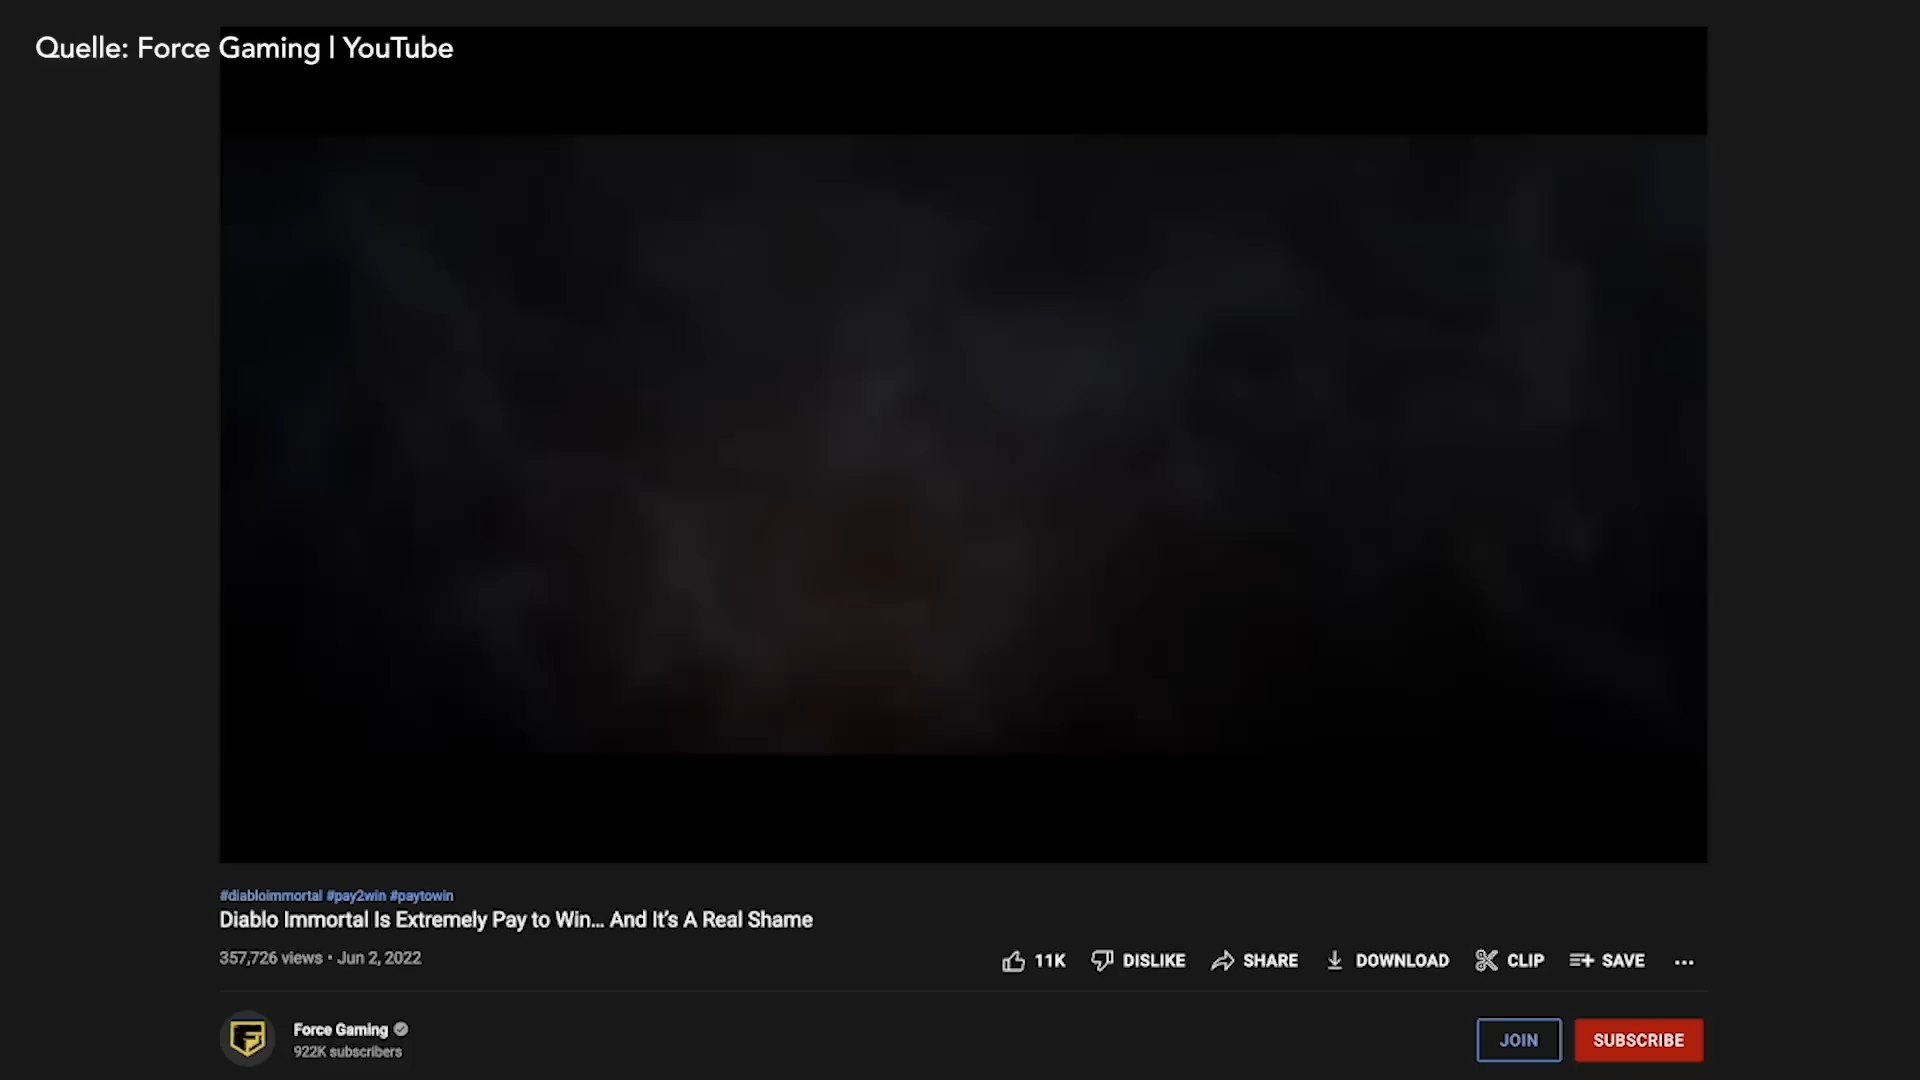 Quelle: Force Gaming | YouTube
#diabloimmortal #pay2win #paytowin
Diablo Immortal Is Extremely Pay to Win... And It's A Real Shame
357,726 views • Jun 2, 2022
11K DISLIKE SHARE DOWNLOAD CLIP SAVE ...
Force Gaming
922K subscribers
JOIN SUBSCRIBE